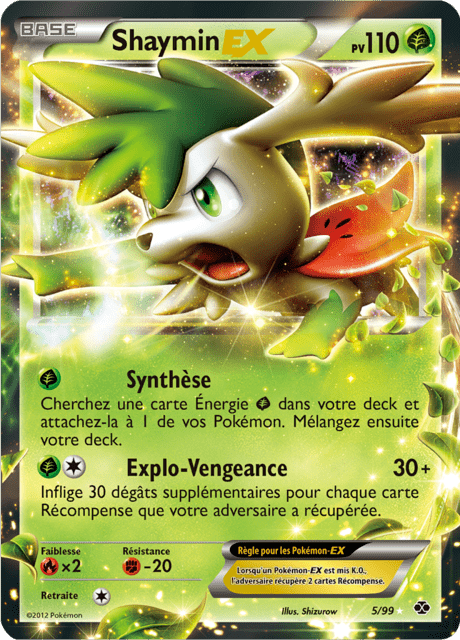 BASE
Shaymin EX
PV110
Synthèse
Cherchez une carte Énergie dans votre deck et
attachez-la à 1 de vos Pokémon. Mélangez ensuite
votre deck.
Explo-Vengeance 30+
Inflige 30 dégâts supplémentaires pour chaque carte
Récompense que votre adversaire a récupérée.
Faiblesse Résistance
×2 -20
Retraite
Règle pour les Pokémon-EX
Lorsqu'un Pokémon-EX est mis K.O.,
l'adversaire récupère 2 cartes Récompense.
©2012 Pokémon
Illus. Shizurow
5/99